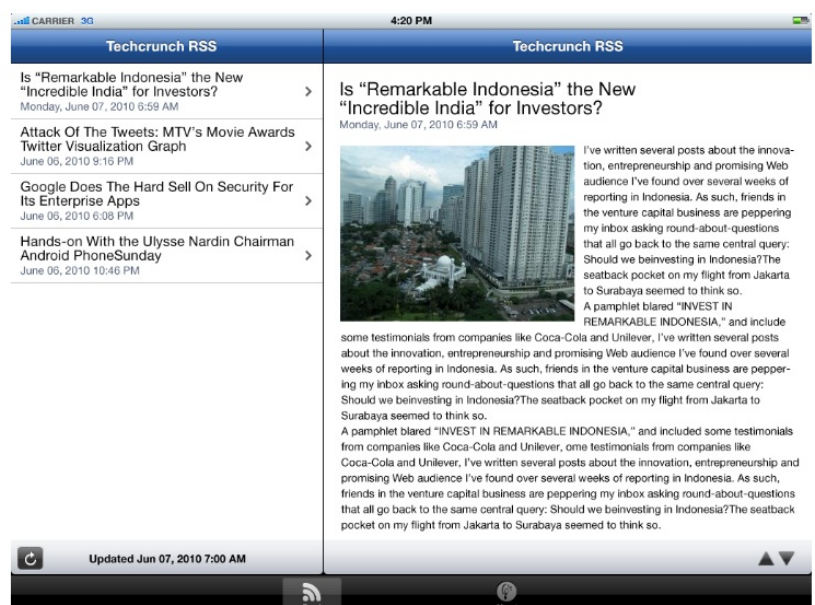 CARRIER 3G
4:20 PM
Techcrunch RSS
Is “Remarkable Indonesia” the New
“Incredible India” for Investors?
Monday, June 07, 2010 6:59 AM
Attack Of The Tweets: MTV’s Movie Awards
Twitter Visualization Graph
June 06, 2010 9:16 PM
Google Does The Hard Sell On Security For
Its Enterprise Apps
June 06, 2010 6:08 PM
Hands-on With the Ulysse Nardin Chairman
Android PhoneSunday
June 06, 2010 10:46 PM
Updated Jun 07, 2010 7:00 AM
Techcrunch RSS
Is “Remarkable Indonesia” the New
“Incredible India” for Investors?
Monday, June 07, 2010 6:59 AM
I’ve written several posts about the innova-
tion, entrepreneurship and promising Web
audience I’ve found over several weeks of
reporting in Indonesia. As such, friends in
the venture capital business are peppering
my inbox asking round-about-questions
that all go back to the same central query:
Should we beinvesting in Indonesia?The
seatback pocket on my flight from Jakarta
to Surabaya seemed to think so.
A pamphlet blared “INVEST IN
REMARKABLE INDONESIA,” and include
some testimonials from companies like Coca-Cola and Unilever, I’ve written several posts
about the innovation, entrepreneurship and promising Web audience I’ve found over several
weeks of reporting in Indonesia. As such, friends in the venture capital business are pepper-
ing my inbox asking round-about-questions that all go back to the same central query:
Should we beinvesting in Indonesia?The seatback pocket on my flight from Jakarta to
Surabaya seemed to think so.
A pamphlet blared “INVEST IN REMARKABLE INDONESIA,” and included some testimonials
from companies like Coca-Cola and Unilever, ome testimonials from companies like
Coca-Cola and Unilever, I’ve written several posts about the innovation, entrepreneurship and
promising Web audience I’ve found over several weeks of reporting in Indonesia. As such,
friends in the venture capital business are peppering my inbox asking round-about-questions
that all go back to the same central query: Should we beinvesting in Indonesia?The seatback
pocket on my flight from Jakarta to Surabaya seemed to think so.